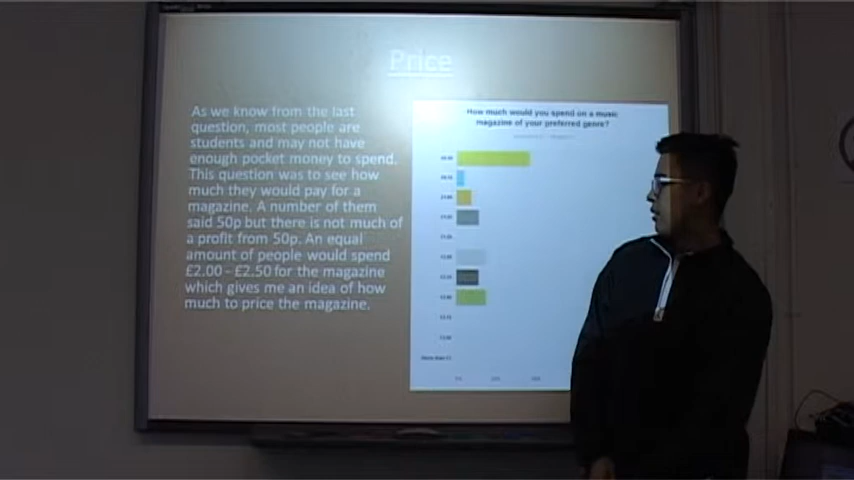 Price
As we know from the last
question, most people are
students and may not have
enough pocket money to spend.
This question was to see how
much they would pay for a
magazine. A number of them
said 50p but there is not much of
a profit from 50p. An equal
amount of people would spend
£2.00 - £2.50 for the magazine
which gives me an idea of how
much to price the magazine.
How much would you spend on a music
magazine of your preferred genre?